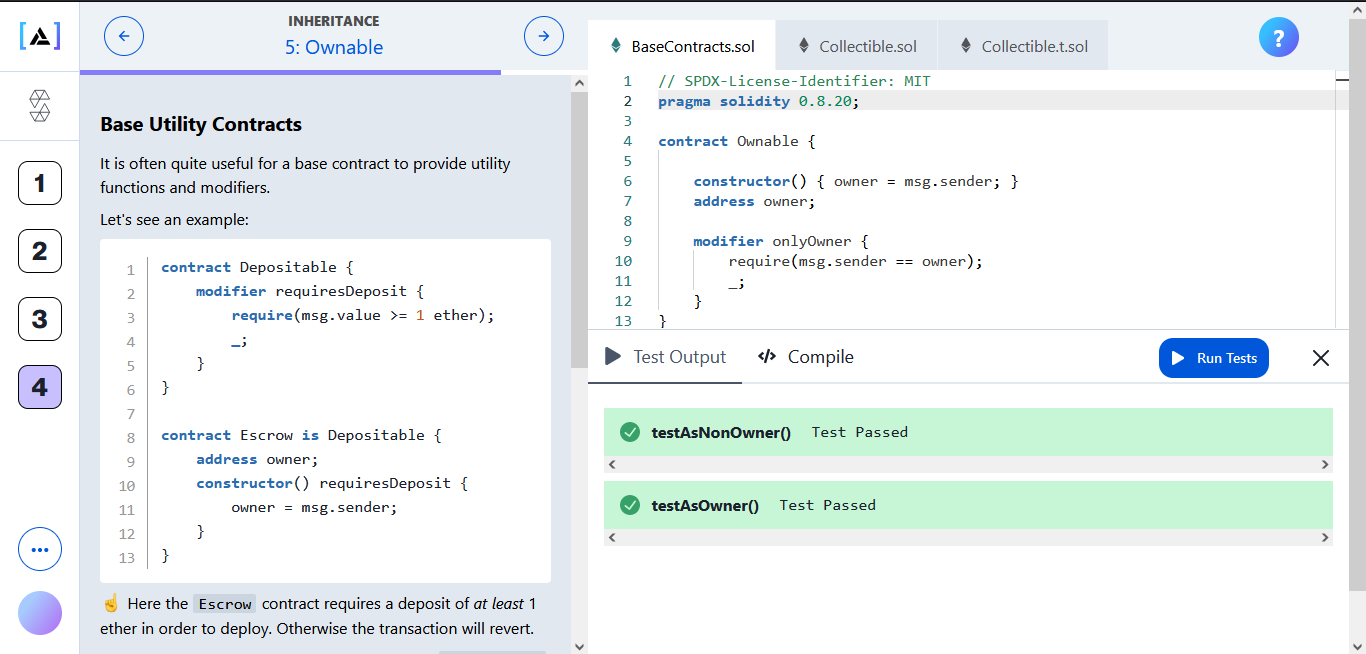 INHERITANCE
5: Ownable
1
2
3
4
Base Utility Contracts
It is often quite useful for a base contract to provide utility
functions and modifiers.
Let's see an example:
1 contract Depositable {
2 modifier requiresDeposit {
3 require(msg.value >= 1 ether);
4 _;
5 }
6 }
7
8 contract Escrow is Depositable {
9 address owner;
10 constructor() requiresDeposit {
11 owner = msg.sender;
12 }
13 }
☝ Here the Escrow contract requires a deposit of at least 1
ether in order to deploy. Otherwise the transaction will revert.
BaseContracts.sol
Collectible.sol
Collectible.t.sol
?
1 // SPDX-License-Identifier: MIT
2 pragma solidity 0.8.20;
3
4 contract Ownable {
5
6 constructor() { owner = msg.sender; }
7 address owner;
8
9 modifier onlyOwner {
10 require(msg.sender == owner);
11 _;
12 }
13 }
Test Output
Compile
Run Tests
testAsNonOwner() Test Passed
testAsOwner() Test Passed